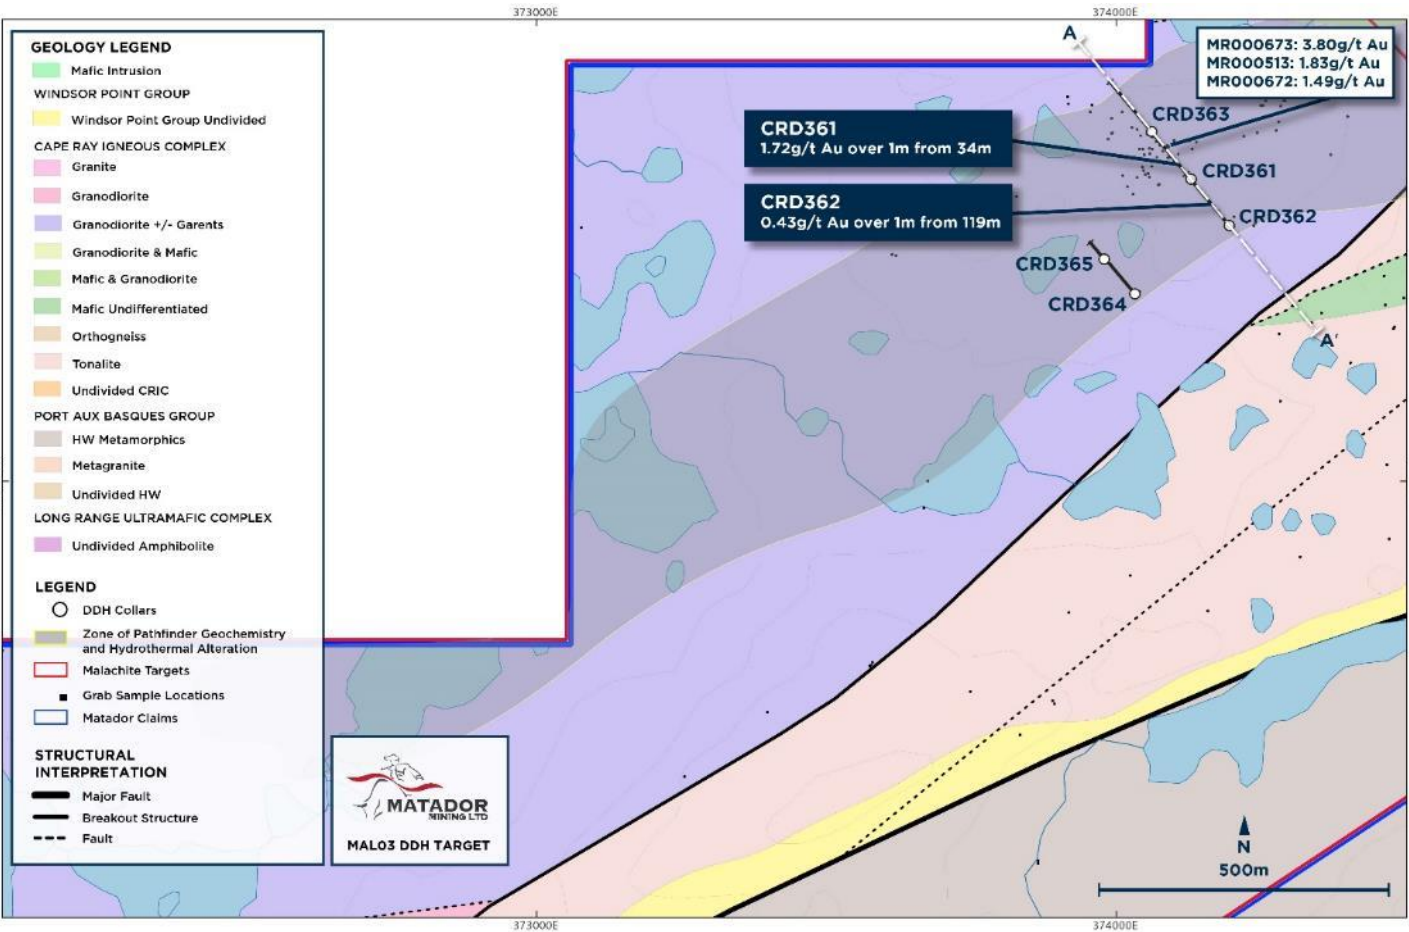 373000E
374000E
GEOLOGY LEGEND
Mafic Intrusion
WINDSOR POINT GROUP
Windsor Point Group Undivided
CAPE RAY IGNEOUS COMPLEX
Granite
Granodiorite
Granodiorite +/- Garents
Granodiorite & Mafic
Mafic & Granodiorite
Mafic Undifferentiated
Orthogneiss
Tonalite
Undivided CRIC
PORT AUX BASQUES GROUP
HW Metamorphics
Metagranite
Undivided HW
LONG RANGE ULTRAMAFIC COMPLEX
Undivided Amphibolite
LEGEND
DDH Collars
Zone of Pathfinder Geochemistry
and Hydrothermal Alteration
Malachite Targets
Grab Sample Locations
Matador Claims
STRUCTURAL
INTERPRETATION
Major Fault
Breakout Structure
Fault
MATADOR
MINING LTD
MAL03 DDH TARGET
A
MR000673: 3.80g/t Au
MR000513: 1.83g/t Au
MR000672: 1.49g/t Au
CRD361
1.72g/t Au over 1m from 34m
CRD362
0.43g/t Au over 1m from 119m
CRD363
CRD361
CRD362
CRD365
CRD364
A'
N
500m
373000E
374000E